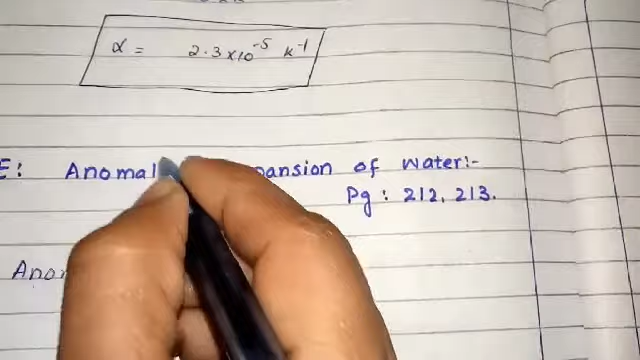 α = 2.3×10⁻⁵ K⁻¹
E: Anomal pansion of Water:-
Pg : 212, 213.
Ano